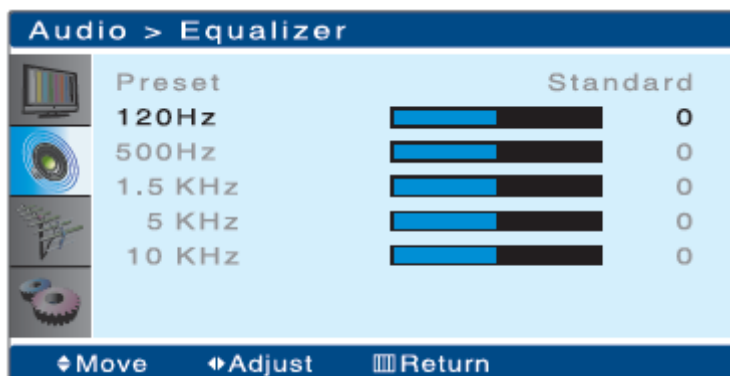 Audio > Equalizer
Preset Standard
120Hz 0
500Hz 0
1.5 KHz 0
5 KHz 0
10 KHz 0
Move Adjust Return